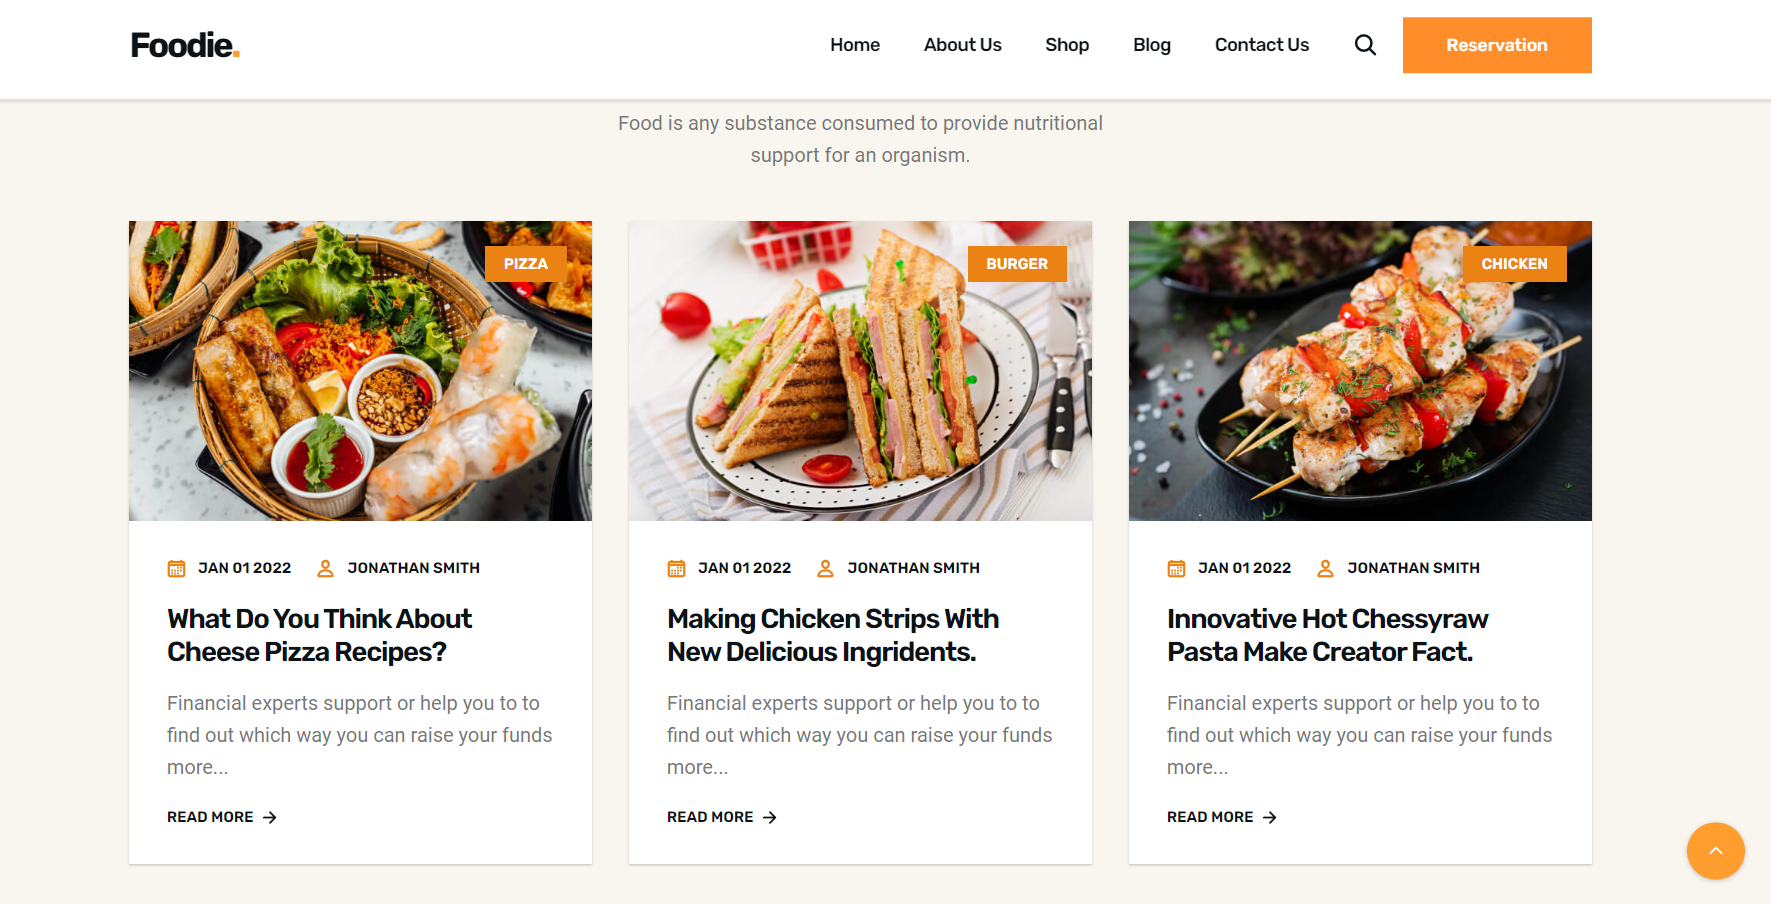 Foodie.
Home About Us Shop Blog Contact Us Reservation
Food is any substance consumed to provide nutritional
support for an organism.
PIZZA
JAN 01 2022 JONATHAN SMITH
What Do You Think About
Cheese Pizza Recipes?
Financial experts support or help you to to
find out which way you can raise your funds
more...
READ MORE
BURGER
JAN 01 2022 JONATHAN SMITH
Making Chicken Strips With
New Delicious Ingridents.
Financial experts support or help you to to
find out which way you can raise your funds
more...
READ MORE
CHICKEN
JAN 01 2022 JONATHAN SMITH
Innovative Hot Chessyraw
Pasta Make Creator Fact.
Financial experts support or help you to to
find out which way you can raise your funds
more...
READ MORE